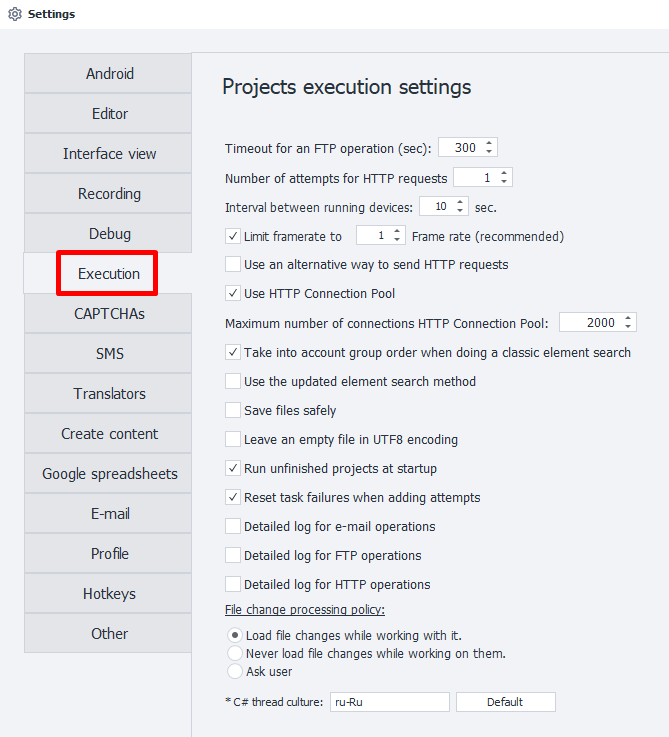 Settings
Android
Editor
Interface view
Recording
Debug
Execution
CAPTCHAs
SMS
Translators
Create content
Google spreadsheets
E-mail
Profile
Hotkeys
Other
Projects execution settings
Timeout for an FTP operation (sec): 300
Number of attempts for HTTP requests 1
Interval between running devices: 10 sec.
Limit framerate to 1 Frame rate (recommended)
Use an alternative way to send HTTP requests
Use HTTP Connection Pool
Maximum number of connections HTTP Connection Pool: 2000
Take into account group order when doing a classic element search
Use the updated element search method
Save files safely
Leave an empty file in UTF8 encoding
Run unfinished projects at startup
Reset task failures when adding attempts
Detailed log for e-mail operations
Detailed log for FTP operations
Detailed log for HTTP operations
File change processing policy:
Load file changes while working with it.
Never load file changes while working on them.
Ask user
* C# thread culture: ru-Ru Default